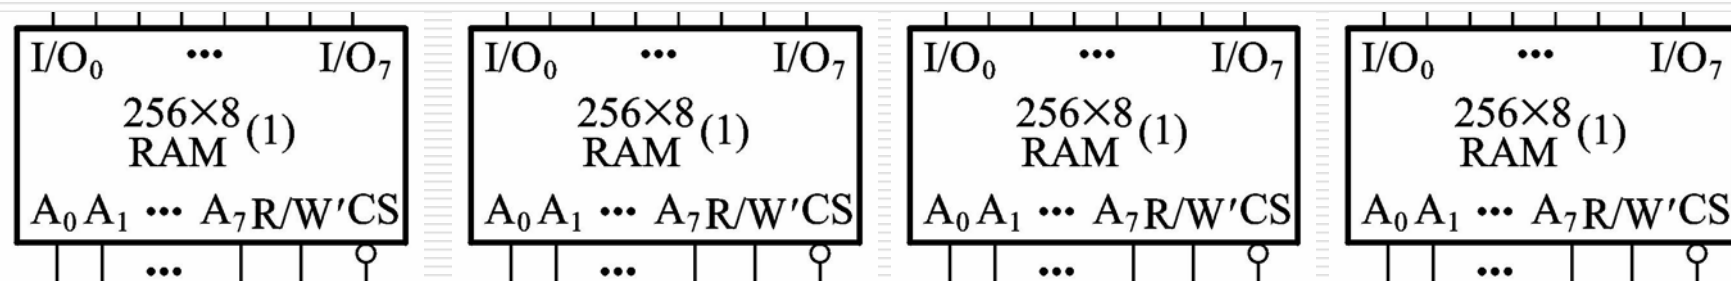 I/O₀ ••• I/O₇
256×8
RAM (1)
A₀ A₁ ••• A₇ R/W′ CS
•••
I/O₀ ••• I/O₇
256×8
RAM (1)
A₀ A₁ ••• A₇ R/W′ CS
•••
I/O₀ ••• I/O₇
256×8
RAM (1)
A₀ A₁ ••• A₇ R/W′ CS
•••
I/O₀ ••• I/O₇
256×8
RAM (1)
A₀ A₁ ••• A₇ R/W′ CS
•••